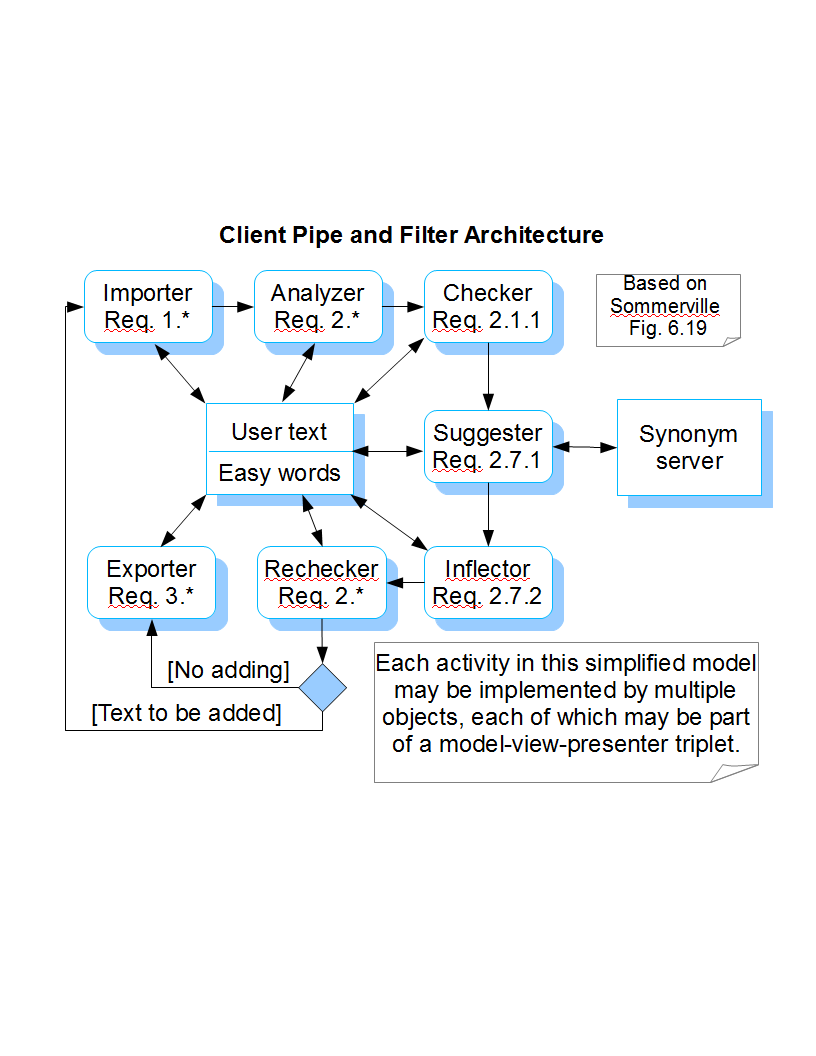 Client Pipe and Filter Architecture
Importer
Req. 1.*
Analyzer
Req. 2.*
Checker
Req. 2.1.1
Based on
Sommerville
Fig. 6.19
User text
Easy words
Suggester
Req. 2.7.1
Synonym
server
Exporter
Req. 3.*
Rechecker
Req. 2.*
Inflector
Req. 2.7.2
[No adding]
[Text to be added]
Each activity in this simplified model
may be implemented by multiple
objects, each of which may be part
of a model-view-presenter triplet.